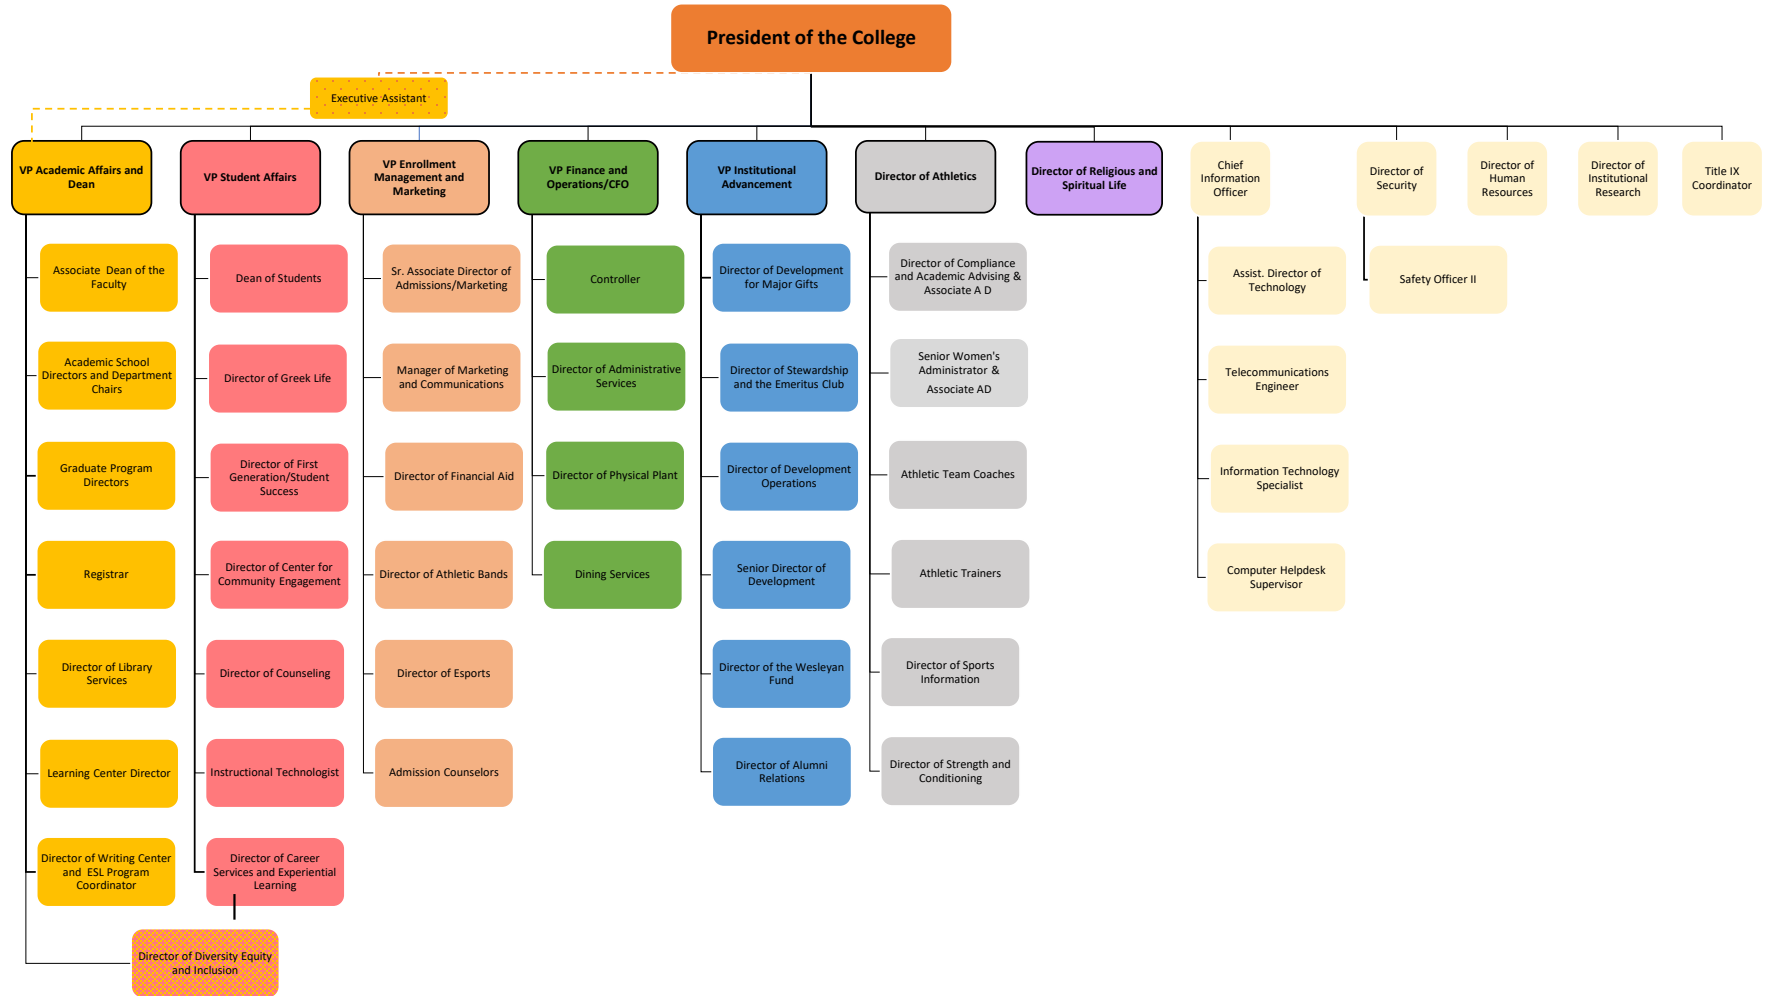 President of the College
Executive Assistant
VP Academic Affairs and
Dean
VP Student Affairs
VP Enrollment
Management and
Marketing
VP Finance and
Operations/CFO
VP Institutional
Advancement
Director of Athletics
Director of Religious and
Spiritual Life
Chief
Information
Officer
Director of
Security
Director of
Human
Resources
Director of
Institutional
Research
Title IX
Coordinator
Associate Dean of the
Faculty
Academic School
Directors and Department
Chairs
Graduate Program
Directors
Registrar
Director of Library
Services
Learning Center Director
Director of Writing Center
and ESL Program
Coordinator
Dean of Students
Director of Greek Life
Director of First
Generation/Student
Success
Director of Center for
Community Engagement
Director of Counseling
Instructional Technologist
Director of Career
Services and Experiential
Learning
Director of Diversity Equity
and Inclusion
Sr. Associate Director of
Admissions/Marketing
Manager of Marketing
and Communications
Director of Financial Aid
Director of Athletic Bands
Director of Esports
Admission Counselors
Controller
Director of Administrative
Services
Director of Physical Plant
Dining Services
Director of Development
for Major Gifts
Director of Stewardship
and the Emeritus Club
Director of Development
Operations
Senior Director of
Development
Director of the Wesleyan
Fund
Director of Alumni
Relations
Director of Compliance
and Academic Advising &
Associate A D
Senior Women's
Administrator &
Associate AD
Athletic Team Coaches
Athletic Trainers
Director of Sports
Information
Director of Strength and
Conditioning
Assist. Director of
Technology
Telecommunications
Engineer
Information Technology
Specialist
Computer Helpdesk
Supervisor
Safety Officer II